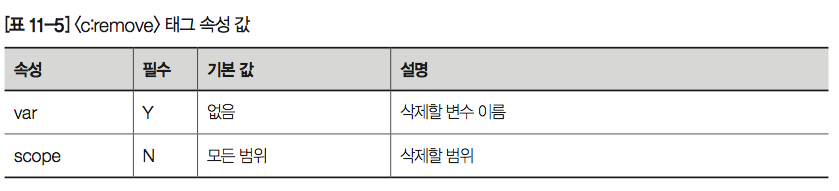 [표 11-5] <c:remove> 태그 속성 값
속성 필수 기본 값 설명
var Y 없음 삭제할 변수 이름
scope N 모든 범위 삭제할 범위